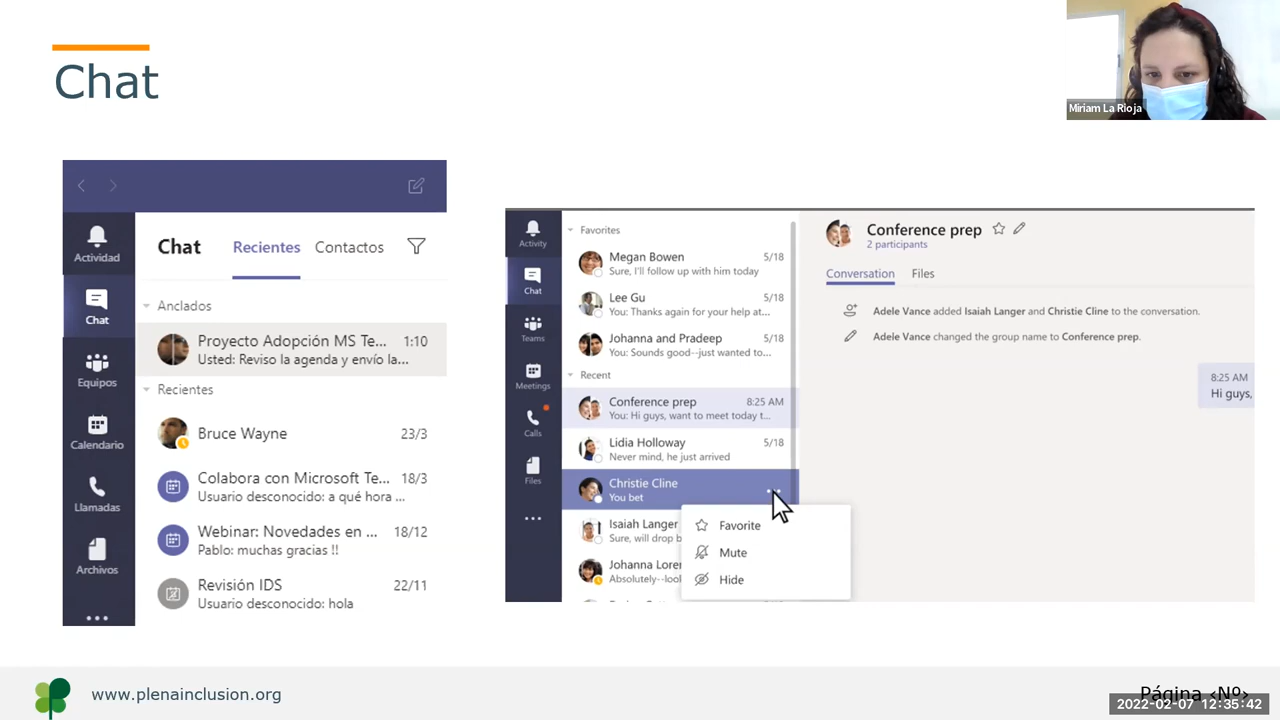 Chat
Miriam La Rioja
Actividad
Chat
Equipos
Calendario
Llamadas
Archivos
Chat Recientes Contactos
Anclados
Proyecto Adopción MS Te... 1:10
Usted: Reviso la agenda y envío la...
Recientes
Bruce Wayne 23/3
Colabora con Microsoft Te... 18/3
Usuario desconocido: a qué hora ...
Webinar: Novedades en ... 18/12
Pablo: muchas gracias !!
Revisión IDS 22/11
Usuario desconocido: hola
Activity
Chat
Teams
Meetings
Calls
Files
Favorites
Megan Bowen 5/18
Sure, I'll follow up with him today
Lee Gu 5/18
You: Thanks again for your help at...
Johanna and Pradeep 5/18
You: Sounds good--just wanted to...
Recent
Conference prep 8:25 AM
You: Hi guys, want to meet today t...
Lidia Holloway 5/18
Never mind, he just arrived
Christie Cline
You bet
Isaiah Langer
Sure, will drop b
Johanna Lorer
Absolutely--look
Favorite
Mute
Hide
Conference prep
2 participants
Conversation Files
Adele Vance added Isaiah Langer and Christie Cline to the conversation.
Adele Vance changed the group name to Conference prep.
8:25 AM
Hi guys,
www.plenainclusion.org
Página ‹Nº›
2022-02-07 12:35:42